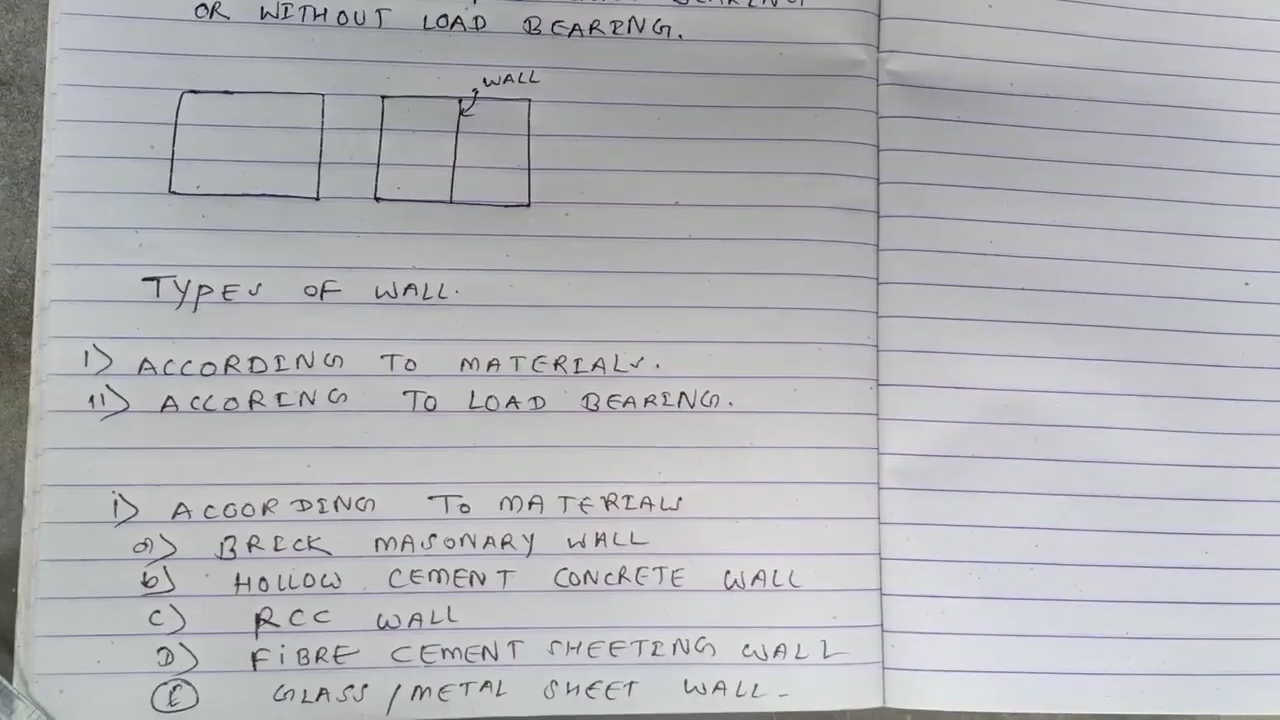 OR WITHOUT LOAD BEARING.
WALL
TYPES OF WALL.
I) ACCORDING TO MATERIALS.
II) ACCORING TO LOAD BEARING.
i) ACCORDING TO MATERIALS
a) BRICK MASONARY WALL
b) HOLLOW CEMENT CONCRETE WALL
C) RCC WALL
D) FIBRE CEMENT SHEETING WALL
E GLASS/METAL SHEET WALL-